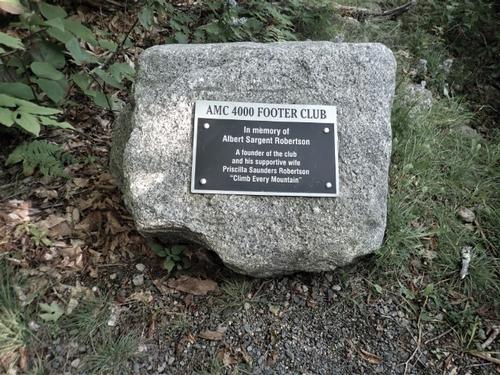 AMC 4000 FOOTER CLUB
In memory of
Albert Sargent Robertson
A founder of the club
and his supportive wife
Priscilla Saunders Robertson
"Climb Every Mountain"